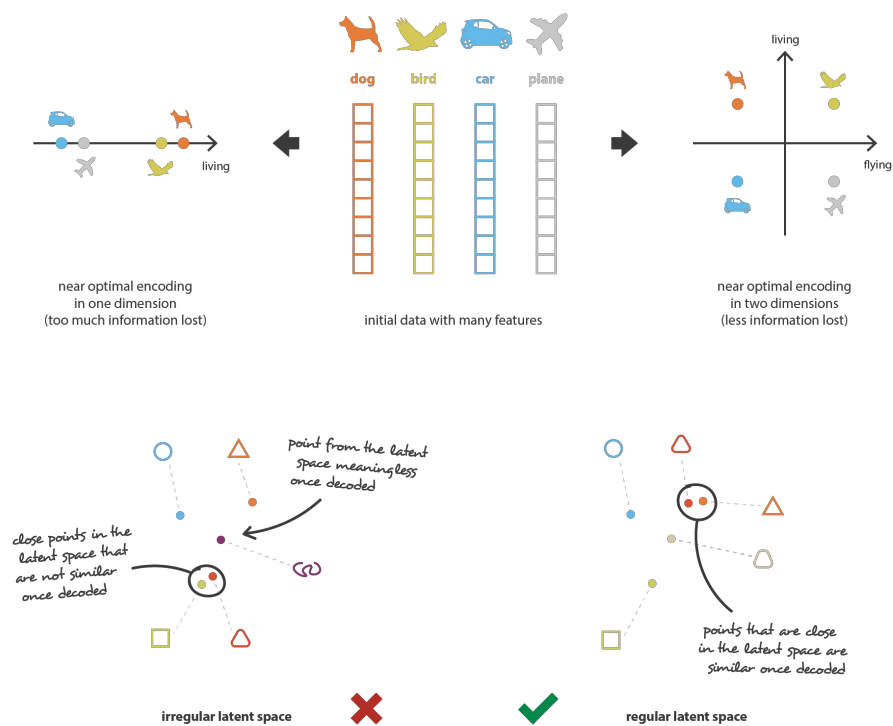 dog
bird
car
plane
living
living
flying
near optimal encoding
in one dimension
(too much information lost)
initial data with many features
near optimal encoding
in two dimensions
(less information lost)
point from the latent
space meaningless
once decoded
close points in the
latent space that
are not similar
once decoded
points that are close
in the latent space are
similar once decoded
irregular latent space
regular latent space